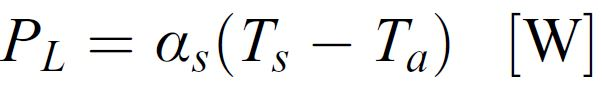 P_L = α_s(T_s − T_a) [W]